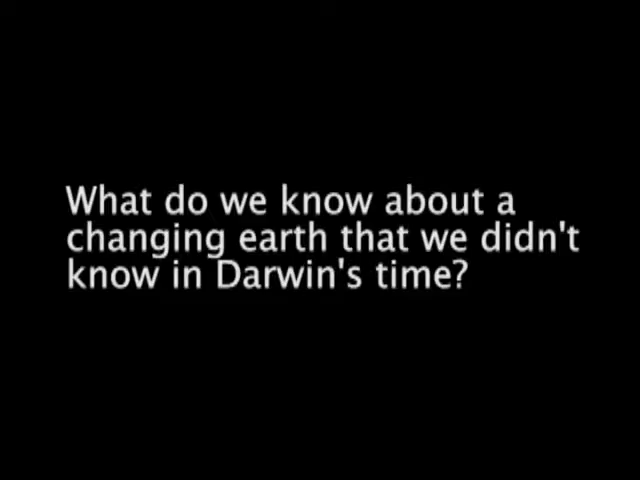 What do we know about a
changing earth that we didn't
know in Darwin's time?